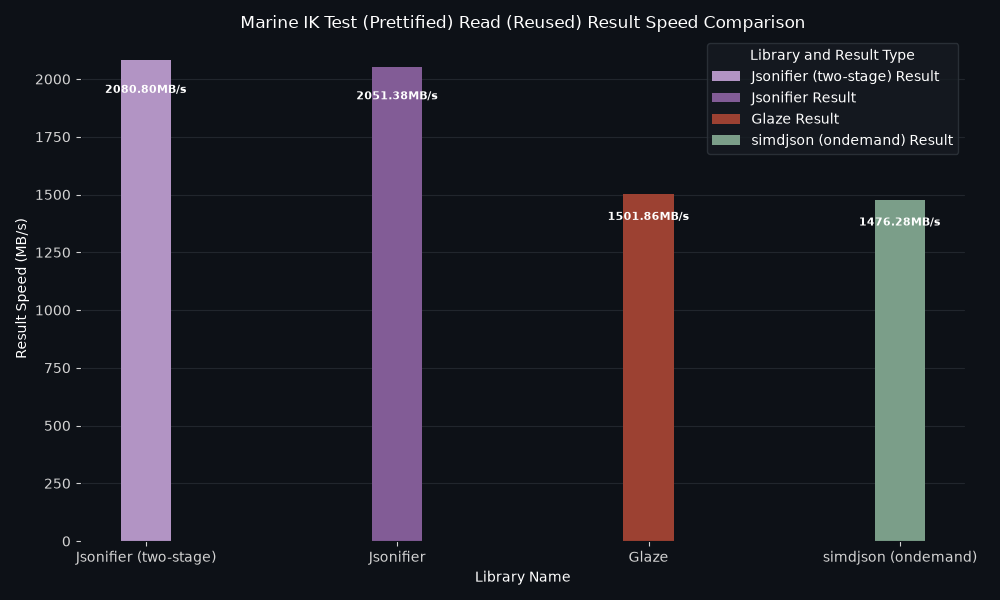 Marine IK Test (Prettified) Read (Reused) Result Speed Comparison
Library and Result Type
Jsonifier (two-stage) Result
Jsonifier Result
Glaze Result
simdjson (ondemand) Result
Result Speed (MB/s)
2000
1750
1500
1250
1000
750
500
250
0
2080.80MB/s
2051.38MB/s
1501.86MB/s
1476.28MB/s
Jsonifier (two-stage)
Jsonifier
Glaze
simdjson (ondemand)
Library Name